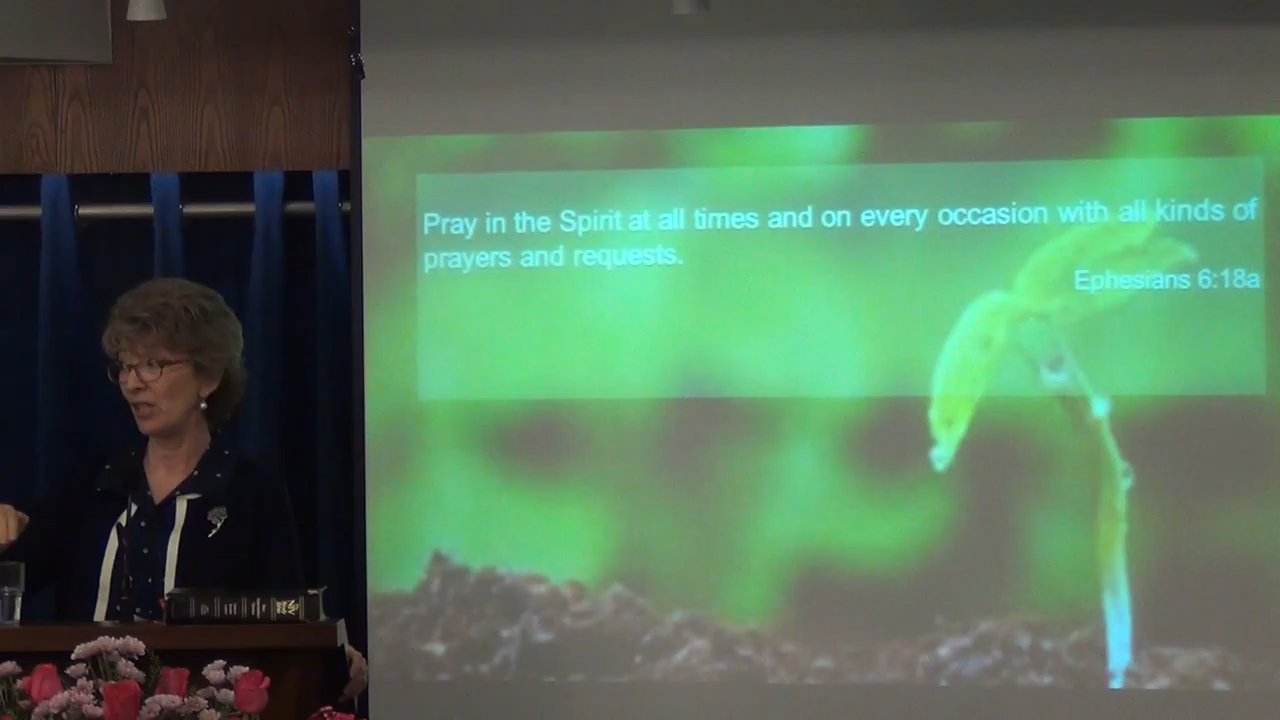 Pray in the Spirit at all times and on every occasion with all kinds of
prayers and requests.
Ephesians 6:18a
NIV